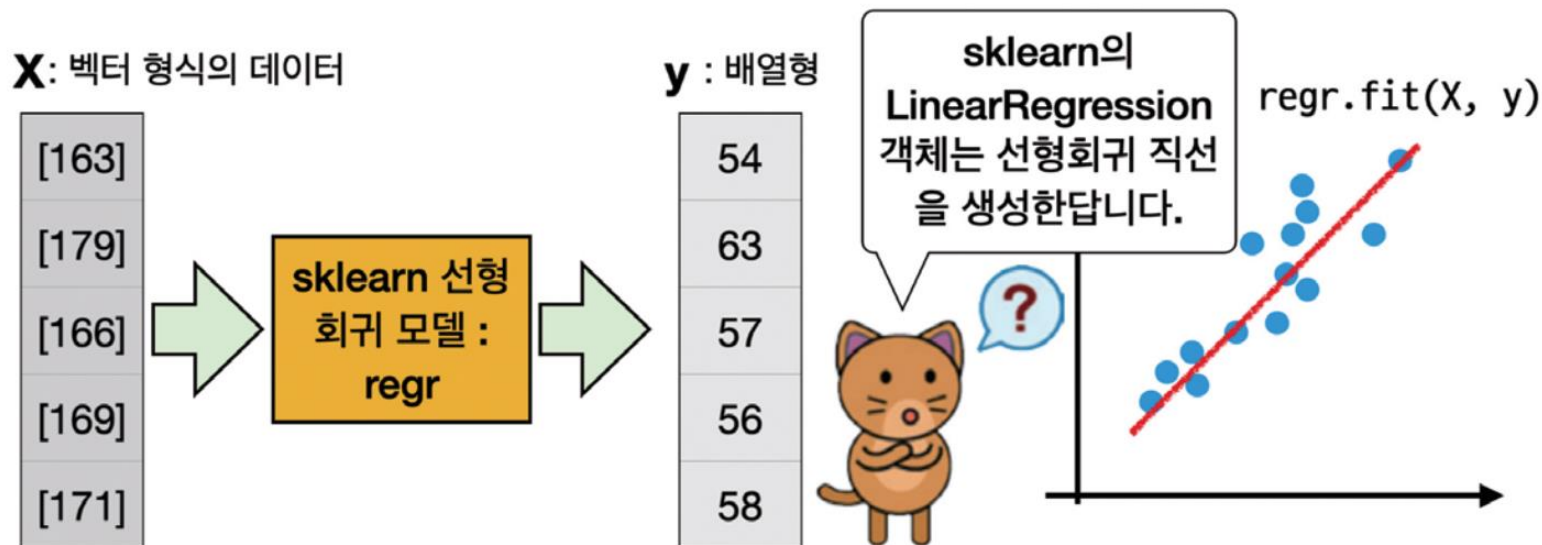 X: 벡터 형식의 데이터
[163]
[179]
[166]
[169]
[171]
sklearn 선형
회귀 모델 :
regr
y : 배열형
54
63
57
56
58
sklearn의
LinearRegression
객체는 선형회귀 직선
을 생성한답니다.
?
regr.fit(X, y)